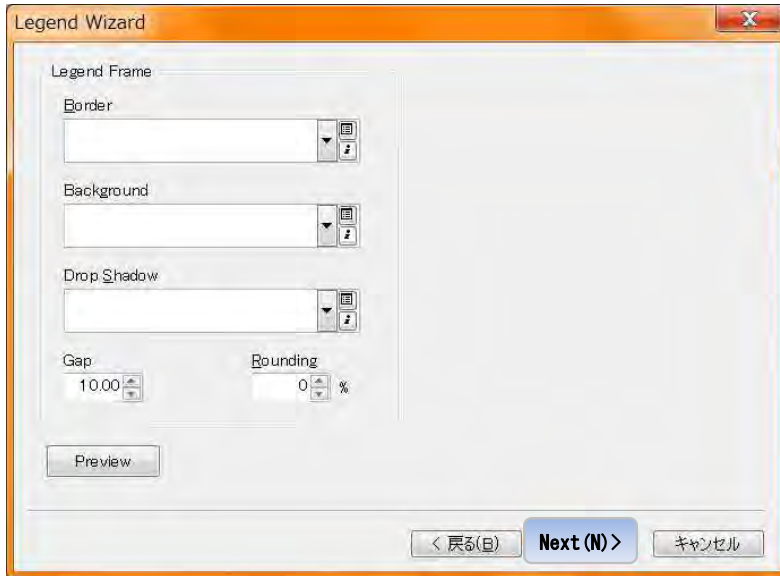 Legend Wizard
Legend Frame
Border
Background
Drop Shadow
Gap
Rounding
10.00
0 %
Preview
< 戻る(B)
Next(N)>
キャンセル